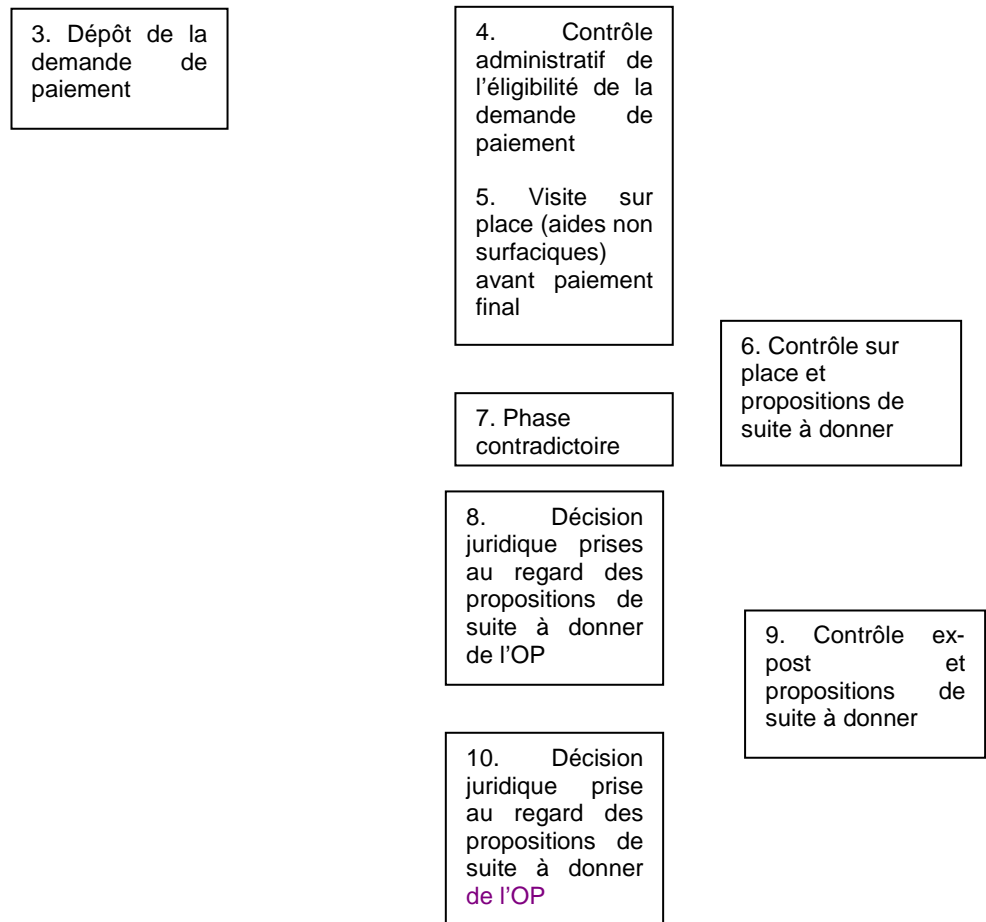 3. Dépôt de la
demande de
paiement
4. Contrôle
administratif de
l'éligibilité de la
demande de
paiement
5. Visite sur
place (aides non
surfaciques)
avant paiement
final
6. Contrôle sur
place et
propositions de
suite à donner
7. Phase
contradictoire
8. Décision
juridique prises
au regard des
propositions de
suite à donner
de l'OP
9. Contrôle ex-
post et
propositions de
suite à donner
10. Décision
juridique prise
au regard des
propositions de
suite à donner
de l'OP